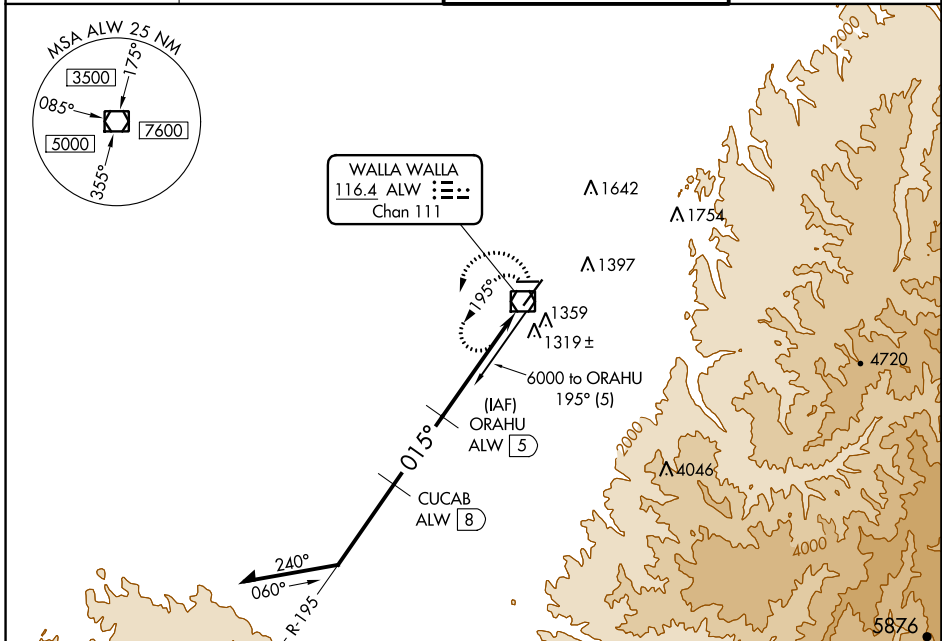 MSA ALW 25 NM
3500
175°
085°
5000
7600
355°
WALLA WALLA
116.4 ALW
Chan 111
1642
1754
1397
195°
1359
1319 ±
6000 to ORAHU
195° (5)
4720
(IAF)
ORAHU
ALW 5
015°
CUCAB
ALW 8
4046
2000
2000
4000
240°
060°
R-195
5876